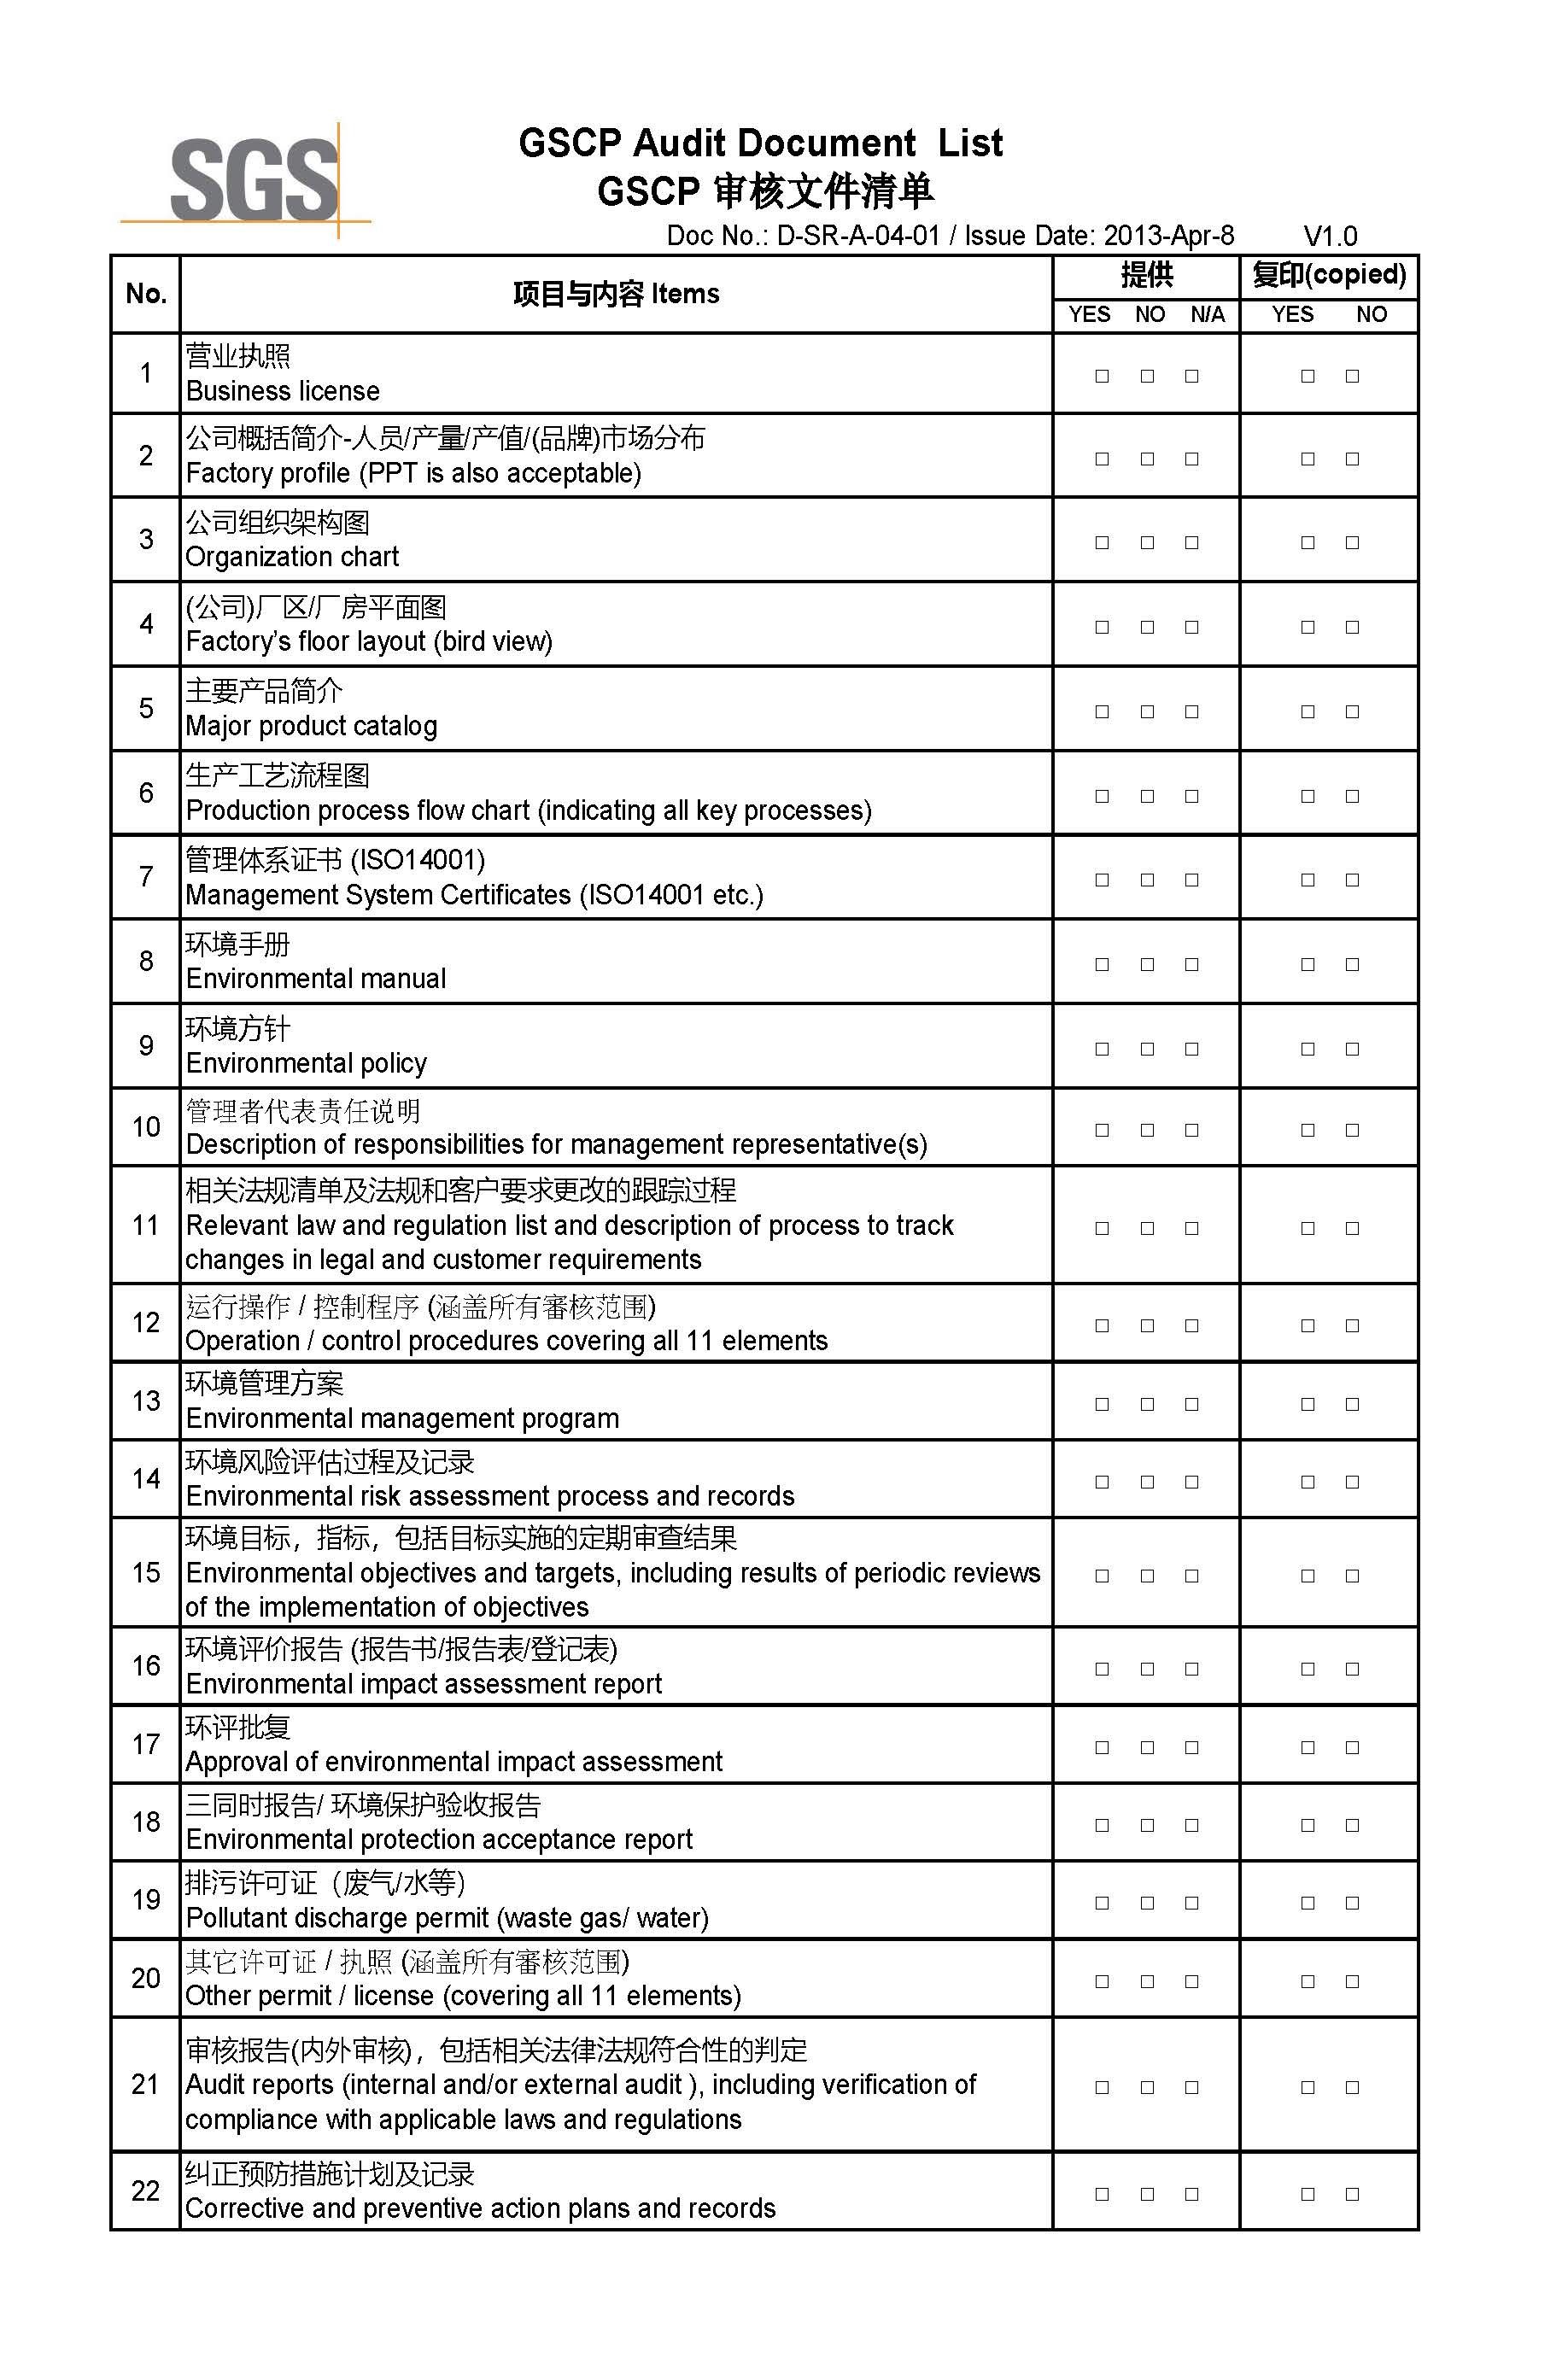 SGS
GSCP Audit Document  List
GSCP 审核文件清单
Doc No.: D-SR-A-04-01 / Issue Date: 2013-Apr-8 V1.0
No. 项目与内容 Items 提供 复印(copied)
YES NO N/A YES NO
1 营业执照
Business license
□ □ □ □ □
2 公司概括简介-人员/产量/产值/(品牌)市场分布
Factory profile (PPT is also acceptable)
□ □ □ □ □
3 公司组织架构图
Organization chart
□ □ □ □ □
4 (公司)厂区/厂房平面图
Factory’s floor layout (bird view)
□ □ □ □ □
5 主要产品简介
Major product catalog
□ □ □ □ □
6 生产工艺流程图
Production process flow chart (indicating all key processes)
□ □ □ □ □
7 管理体系证书 (ISO14001)
Management System Certificates (ISO14001 etc.)
□ □ □ □ □
8 环境手册
Environmental manual
□ □ □ □ □
9 环境方针
Environmental policy
□ □ □ □ □
10 管理者代表责任说明
Description of responsibilities for management representative(s)
□ □ □ □ □
11 相关法规清单及法规和客户要求更改的跟踪过程
Relevant law and regulation list and description of process to track
changes in legal and customer requirements
□ □ □ □ □
12 运行操作 / 控制程序 (涵盖所有審核范围)
Operation / control procedures covering all 11 elements
□ □ □ □ □
13 环境管理方案
Environmental management program
□ □ □ □ □
14 环境风险评估过程及记录
Environmental risk assessment process and records
□ □ □ □ □
15 环境目标，指标，包括目标实施的定期审查结果
Environmental objectives and targets, including results of periodic reviews
of the implementation of objectives
□ □ □ □ □
16 环境评价报告 (报告书/报告表/登记表)
Environmental impact assessment report
□ □ □ □ □
17 环评批复
Approval of environmental impact assessment
□ □ □ □ □
18 三同时报告/ 环境保护验收报告
Environmental protection acceptance report
□ □ □ □ □
19 排污许可证（废气/水等）
Pollutant discharge permit (waste gas/ water)
□ □ □ □ □
20 其它许可证 / 执照 (涵盖所有審核范围)
Other permit / license (covering all 11 elements)
□ □ □ □ □
21 审核报告(内外审核)，包括相关法律法规符合性的判定
Audit reports (internal and/or external audit ), including verification of
compliance with applicable laws and regulations
□ □ □ □ □
22 纠正预防措施计划及记录
Corrective and preventive action plans and records
□ □ □ □ □